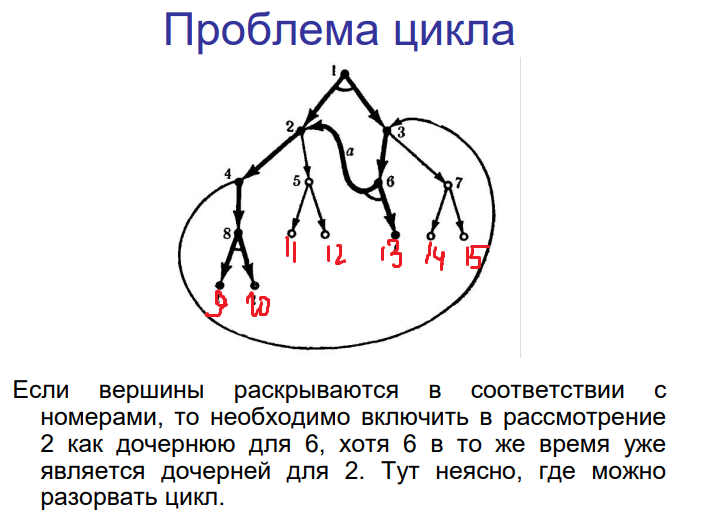 Проблема цикла
1
2
3
a
4
5
6
7
8
11
12
13
14
15
9
10
Если вершины раскрываются в соответствии с
номерами, то необходимо включить в рассмотрение
2 как дочернюю для 6, хотя 6 в то же время уже
является дочерней для 2. Тут неясно, где можно
разорвать цикл.